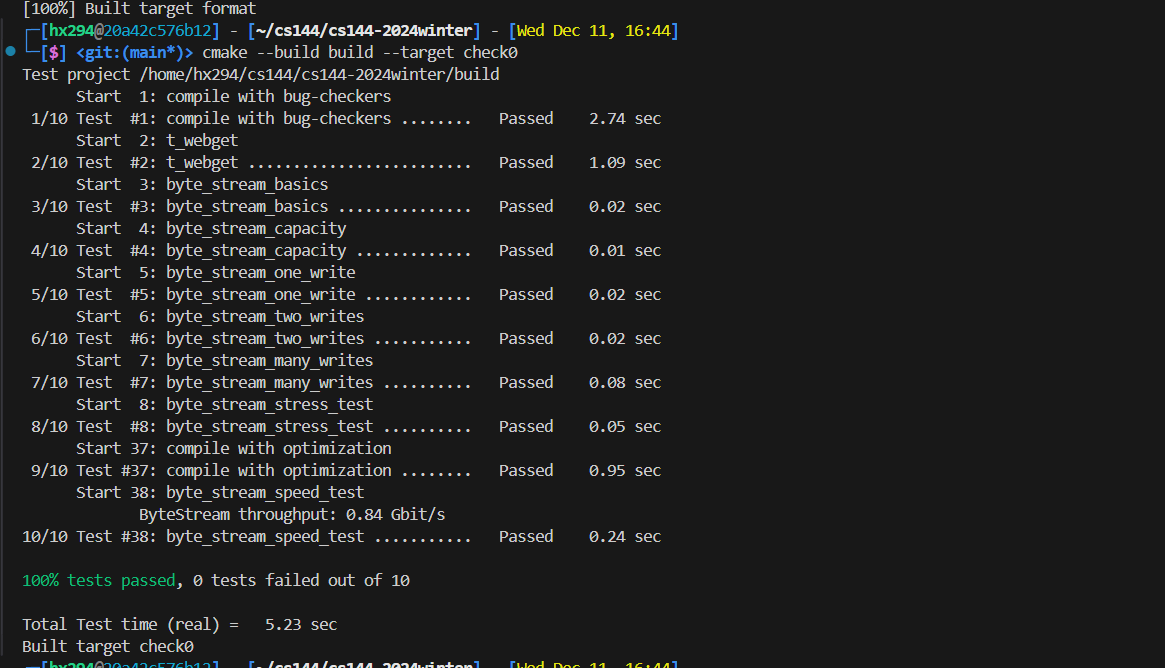 [100%] Built target format
[hx294@20a42c576b12] - [~/cs144/cs144-2024winter] - [Wed Dec 11, 16:44]
[$] <git:(main*)> cmake --build build --target check0
Test project /home/hx294/cs144/cs144-2024winter/build
Start  1: compile with bug-checkers
1/10 Test  #1: compile with bug-checkers ........   Passed    2.74 sec
Start  2: t_webget
2/10 Test  #2: t_webget .........................   Passed    1.09 sec
Start  3: byte_stream_basics
3/10 Test  #3: byte_stream_basics ...............   Passed    0.02 sec
Start  4: byte_stream_capacity
4/10 Test  #4: byte_stream_capacity .............   Passed    0.01 sec
Start  5: byte_stream_one_write
5/10 Test  #5: byte_stream_one_write ............   Passed    0.02 sec
Start  6: byte_stream_two_writes
6/10 Test  #6: byte_stream_two_writes ...........   Passed    0.02 sec
Start  7: byte_stream_many_writes
7/10 Test  #7: byte_stream_many_writes ..........   Passed    0.08 sec
Start  8: byte_stream_stress_test
8/10 Test  #8: byte_stream_stress_test ..........   Passed    0.05 sec
Start 37: compile with optimization
9/10 Test #37: compile with optimization ........   Passed    0.95 sec
Start 38: byte_stream_speed_test
ByteStream throughput: 0.84 Gbit/s
10/10 Test #38: byte_stream_speed_test ...........   Passed    0.24 sec
100% tests passed, 0 tests failed out of 10
Total Test time (real) =   5.23 sec
Built target check0
[hx294@20a42c576b12] - [~/cs144/cs144-2024winter] - [Wed Dec 11, 16:44]